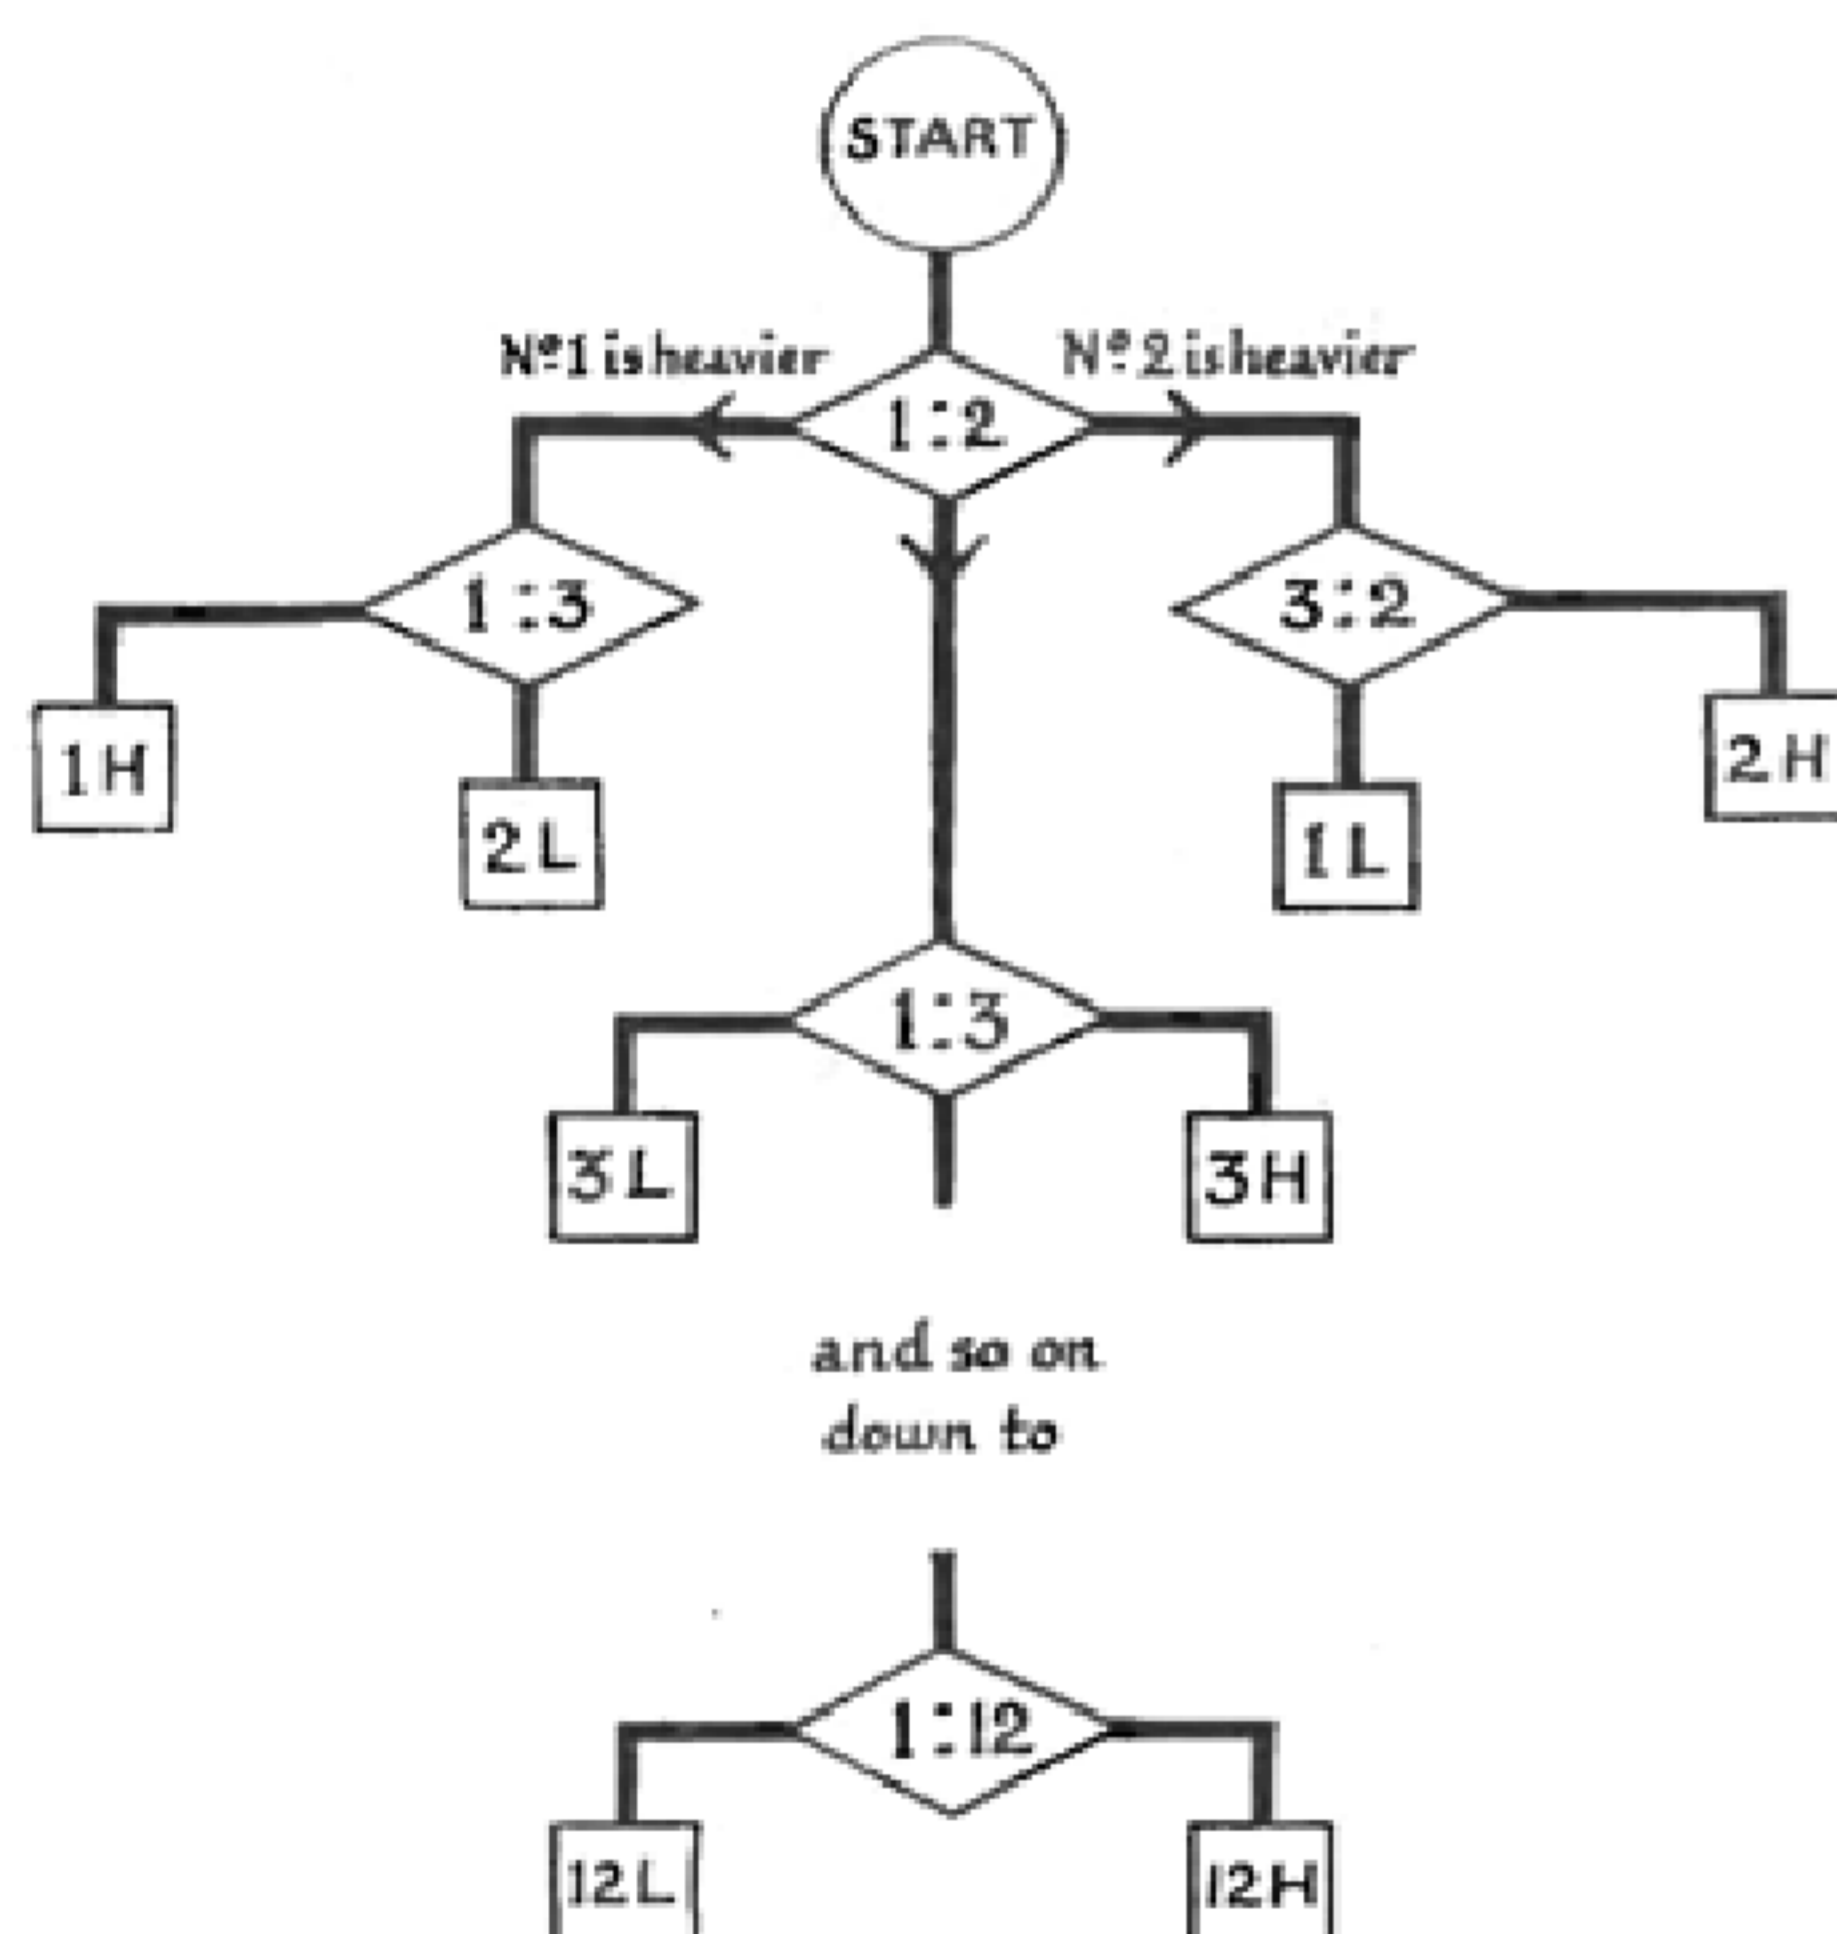 START
Nº1 is heavier
Nº2 is heavier
1:2
1:3
3:2
1H
2L
1L
2H
1:3
3L
3H
and so on
down to
1:12
12L
12H